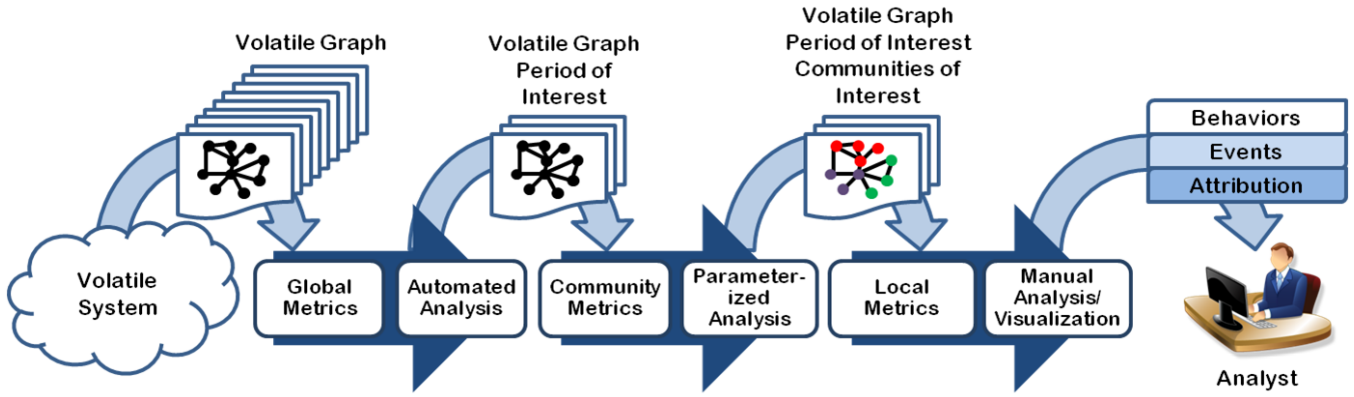 Volatile Graph
Volatile Graph
Period of
Interest
Volatile Graph
Period of Interest
Communities of
Interest
Behaviors
Events
Attribution
Volatile
System
Global
Metrics
Automated
Analysis
Community
Metrics
Parameter-
ized
Analysis
Local
Metrics
Manual
Analysis/
Visualization
Analyst